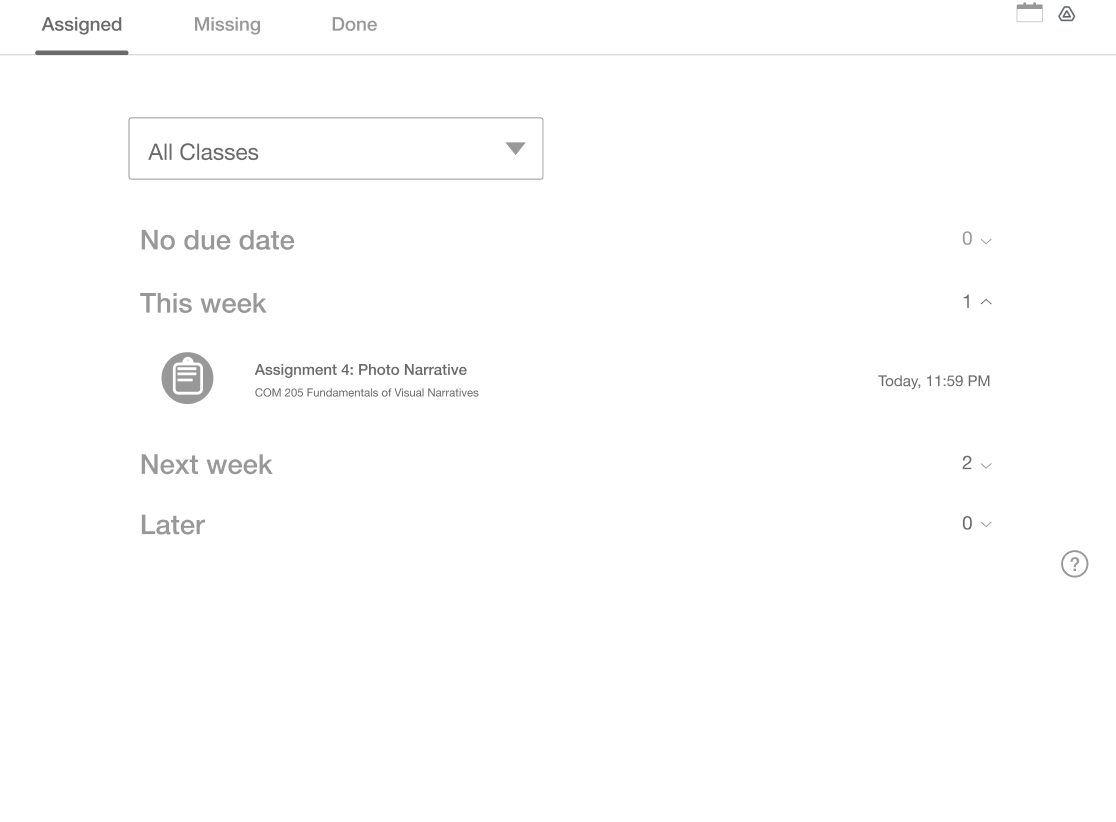 Assigned Missing Done
All Classes
No due date 0
This week 1
Assignment 4: Photo Narrative
COM 205 Fundamentals of Visual Narratives
Today, 11:59 PM
Next week 2
Later 0
?